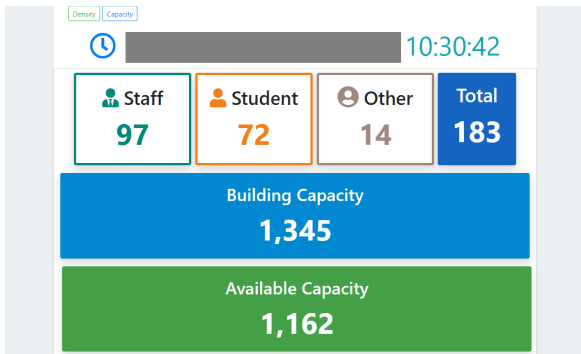 Density Capacity
10:30:42
Staff Student Other Total
97 72 14 183
Building Capacity
1,345
Available Capacity
1,162